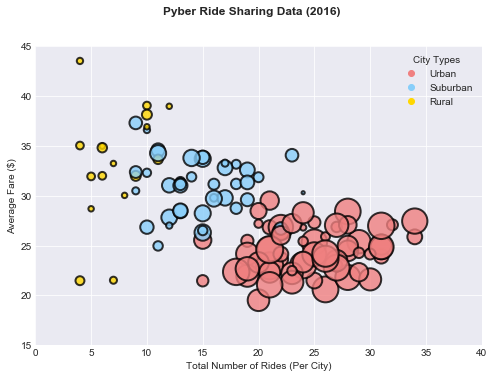 Pyber Ride Sharing Data (2016)
45
40
35
30
25
20
15
Average Fare ($)
City Types
Urban
Suburban
Rural
0 5 10 15 20 25 30 35 40
Total Number of Rides (Per City)